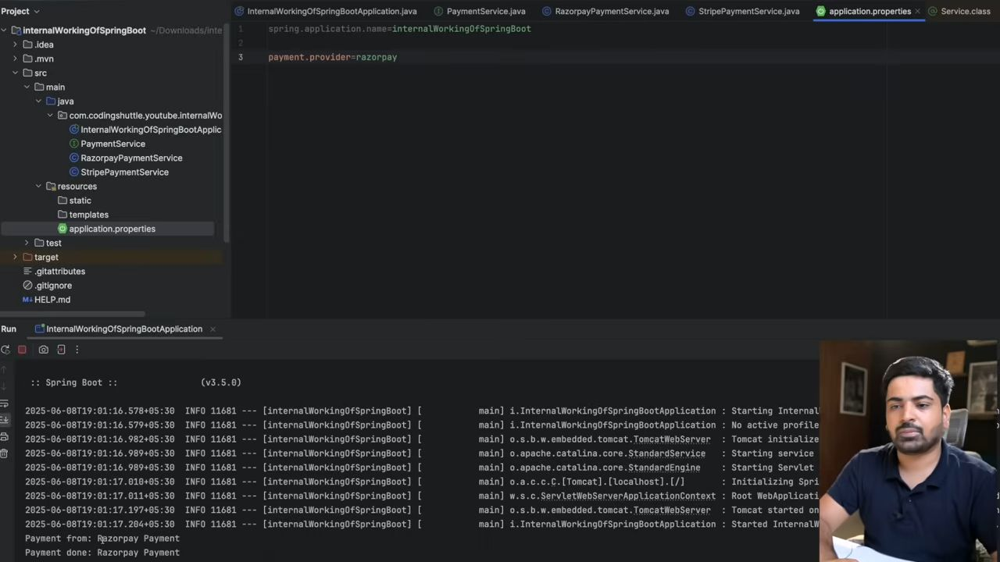 Project
InternalWorkingOfSpringBootApplication.java
PaymentService.java
RazorpayPaymentService.java
StripePaymentService.java
application.properties
Service.class
internalWorkingOfSpringBoot ~/Downloads/inte
.idea
.mvn
src
main
java
com.codingshuttle.youtube.internalWo
InternalWorkingOfSpringBootApplic
PaymentService
RazorpayPaymentService
StripePaymentService
resources
static
templates
application.properties
test
target
.gitattributes
.gitignore
HELP.md
1 spring.application.name=internalWorkingOfSpringBoot
2
3 payment.provider=razorpay
Run InternalWorkingOfSpringBootApplication
:: Spring Boot :: (v3.5.0)
2025-06-08T19:01:16.578+05:30 INFO 11681 --- [internalWorkingOfSpringBoot] [ main] i.InternalWorkingOfSpringBootApplication : Starting Internal
2025-06-08T19:01:16.579+05:30 INFO 11681 --- [internalWorkingOfSpringBoot] [ main] i.InternalWorkingOfSpringBootApplication : No active profile
2025-06-08T19:01:16.982+05:30 INFO 11681 --- [internalWorkingOfSpringBoot] [ main] o.s.b.w.embedded.tomcat.TomcatWebServer : Tomcat initialize
2025-06-08T19:01:16.989+05:30 INFO 11681 --- [internalWorkingOfSpringBoot] [ main] o.apache.catalina.core.StandardService : Starting service
2025-06-08T19:01:16.989+05:30 INFO 11681 --- [internalWorkingOfSpringBoot] [ main] o.apache.catalina.core.StandardEngine : Starting Servlet
2025-06-08T19:01:17.010+05:30 INFO 11681 --- [internalWorkingOfSpringBoot] [ main] o.a.c.c.C.[Tomcat].[localhost].[/] : Initializing Spri
2025-06-08T19:01:17.011+05:30 INFO 11681 --- [internalWorkingOfSpringBoot] [ main] w.s.c.ServletWebServerApplicationContext : Root WebApplicati
2025-06-08T19:01:17.197+05:30 INFO 11681 --- [internalWorkingOfSpringBoot] [ main] o.s.b.w.embedded.tomcat.TomcatWebServer : Tomcat started on
2025-06-08T19:01:17.204+05:30 INFO 11681 --- [internalWorkingOfSpringBoot] [ main] i.InternalWorkingOfSpringBootApplication : Started InternalW
Payment from: Razorpay Payment
Payment done: Razorpay Payment